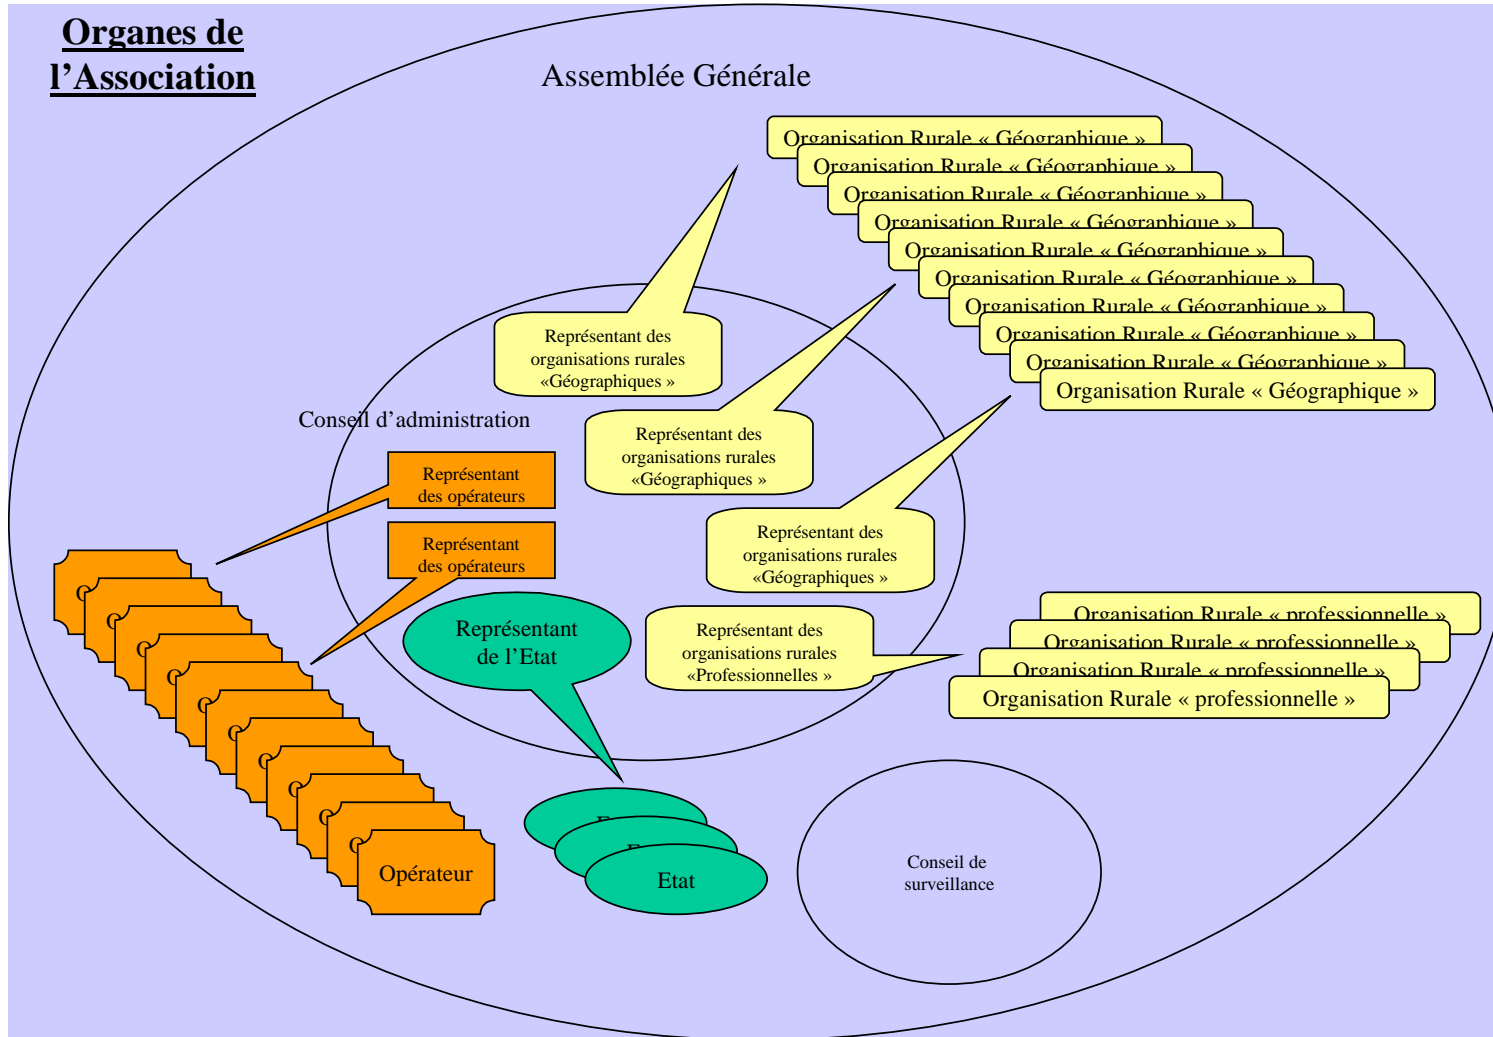 Organes de
l’Association
Assemblée Générale
Organisation Rurale « Géographique »
Organisation Rurale « Géographique »
Organisation Rurale « Géographique »
Organisation Rurale « Géographique »
Organisation Rurale « Géographique »
Organisation Rurale « Géographique »
Organisation Rurale « Géographique »
Organisation Rurale « Géographique »
Organisation Rurale « Géographique »
Organisation Rurale « Géographique »
Représentant des
organisations rurales
«Géographiques »
Conseil d’administration
Représentant des
organisations rurales
«Géographiques »
Représentant
des opérateurs
Représentant des
organisations rurales
«Géographiques »
Représentant
des opérateurs
Représentant
de l’Etat
Représentant des
organisations rurales
«Professionnelles »
Organisation Rurale « professionnelle »
Organisation Rurale « professionnelle »
Organisation Rurale « professionnelle »
Organisation Rurale « professionnelle »
Opérateur
Etat
Conseil de
surveillance